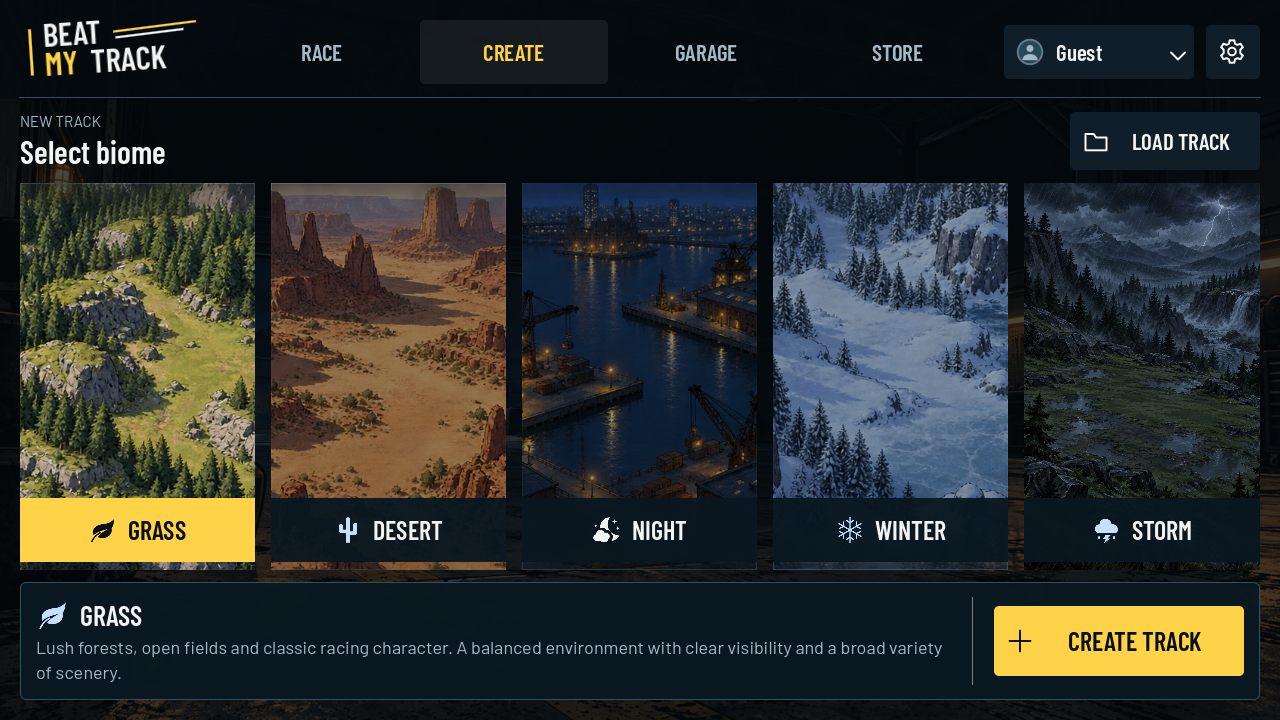 BEAT
MY TRACK
RACE
CREATE
GARAGE
STORE
Guest
NEW TRACK
Select biome
LOAD TRACK
GRASS
DESERT
NIGHT
WINTER
STORM
GRASS
Lush forests, open fields and classic racing character. A balanced environment with clear visibility and a broad variety
of scenery.
CREATE TRACK